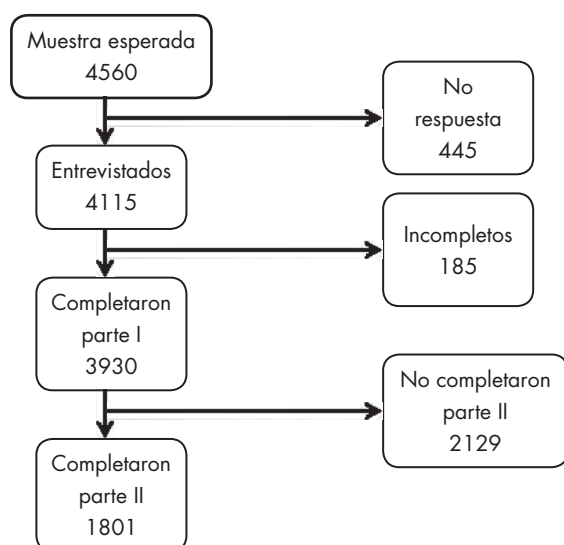 Muestra esperada
4560
No
respuesta
445
Entrevistados
4115
Incompletos
185
Completaron
parte I
3930
No completaron
parte II
2129
Completaron
parte II
1801